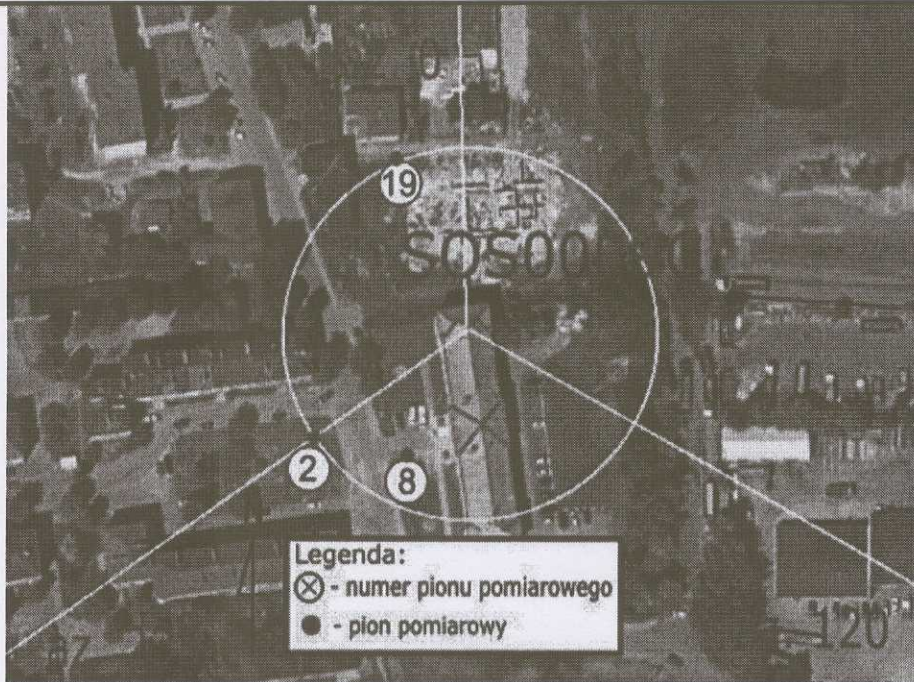 19
SOS00
2
8
Legenda:
⊗ - numer pionu pomiarowego
● - pion pomiarowy
120